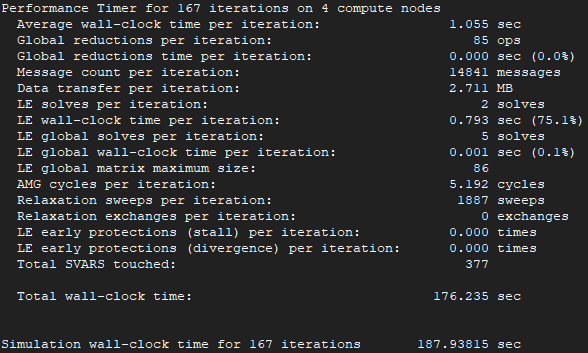 Performance Timer for 167 iterations on 4 compute nodes
Average wall-clock time per iteration: 1.055 sec
Global reductions per iteration: 85 ops
Global reductions time per iteration: 0.000 sec (0.0%)
Message count per iteration: 14841 messages
Data transfer per iteration: 2.711 MB
LE solves per iteration: 2 solves
LE wall-clock time per iteration: 0.793 sec (75.1%)
LE global solves per iteration: 5 solves
LE global wall-clock time per iteration: 0.001 sec (0.1%)
LE global matrix maximum size: 86
AMG cycles per iteration: 5.192 cycles
Relaxation sweeps per iteration: 1887 sweeps
Relaxation exchanges per iteration: 0 exchanges
LE early protections (stall) per iteration: 0.000 times
LE early protections (divergence) per iteration: 0.000 times
Total SVARS touched: 377
Total wall-clock time: 176.235 sec
Simulation wall-clock time for 167 iterations 187.93815 sec